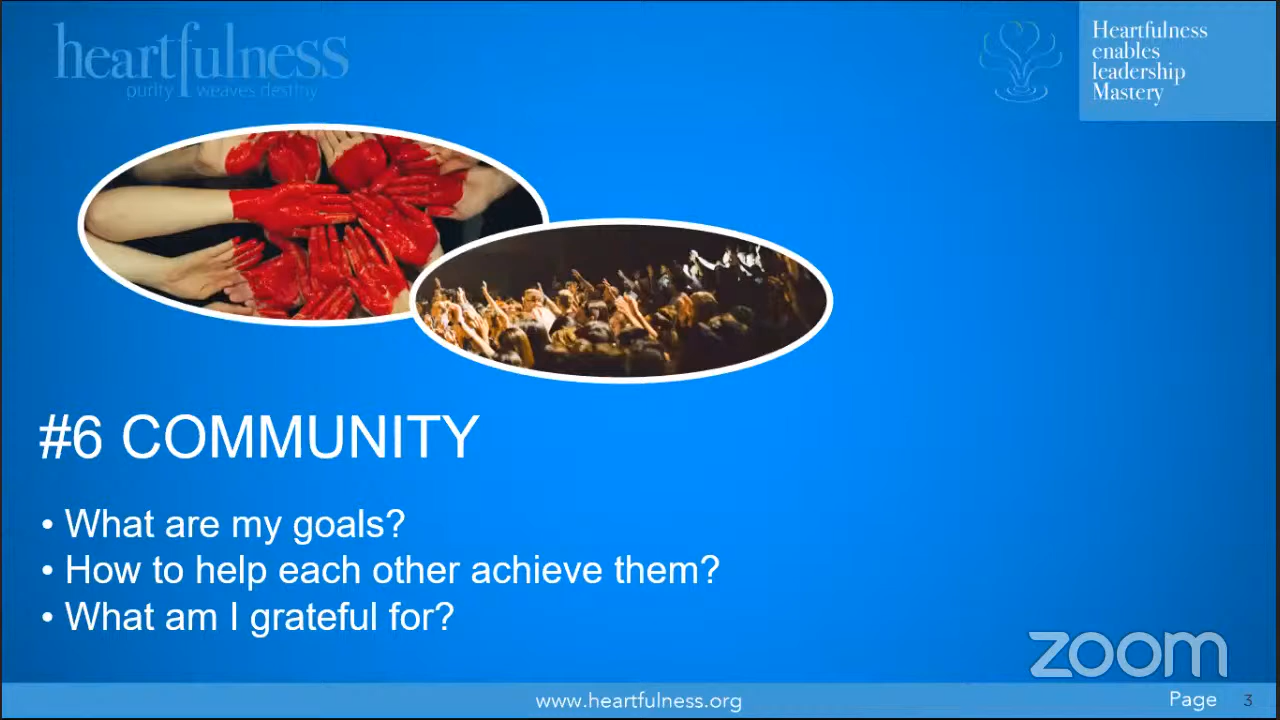 heartfulness
purity weaves destiny
Heartfulness
enables
leadership
Mastery
#6 COMMUNITY
• What are my goals?
• How to help each other achieve them?
• What am I grateful for?
zoom
www.heartfulness.org
Page 3